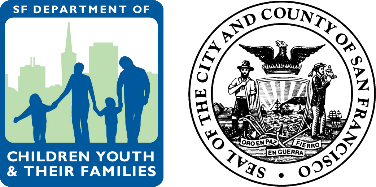 SF DEPARTMENT OF
CHILDREN YOUTH
& THEIR FAMILIES
SEAL OF THE CITY AND COUNTY OF SAN FRANCISCO
ORO EN PAZ
FIERRO
EN GUERRA